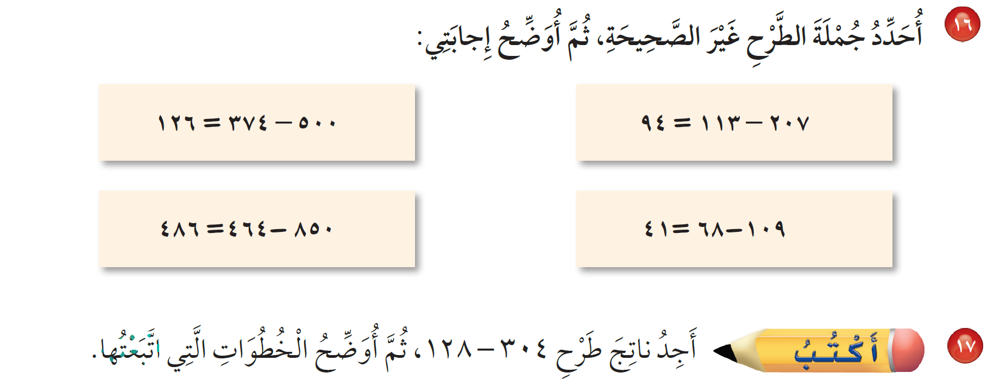 ١٦ أُحَدِّدُ جُمْلَةَ الطَّرْحِ غَيْرَ الصَّحِيحَةِ، ثُمَّ أُوَضِّحُ إِجابَتِي:
٢٠٧ – ١١٣ = ٩٤
٥٠٠ – ٣٧٤ = ١٢٦
١٠٩–٦٨ =٤١
٨٥٠ –٤٦٤= ٤٨٦
١٧ أَكْتُبُ أَجِدُ ناتِجَ طَرْحِ ٣٠٤ – ١٢٨، ثُمَّ أُوَضِّحُ الْخُطُوَاتِ الَّتِي اتَّبَعْتُها.